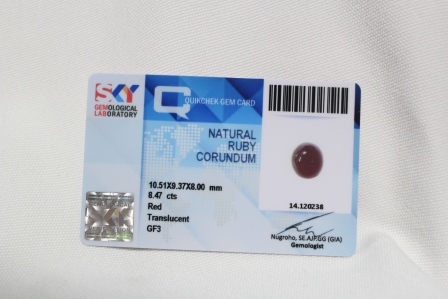 SKY
GEMOLOGICAL
LABORATORY
QUIKCHEK GEM CARD
NATURAL
RUBY
CORUNDUM
10.51X9.37X8.00 mm
8.47 cts
Red
Translucent
GF3
14.120238
Nugroho, SE.AJP.GG (GIA)
Gemologist